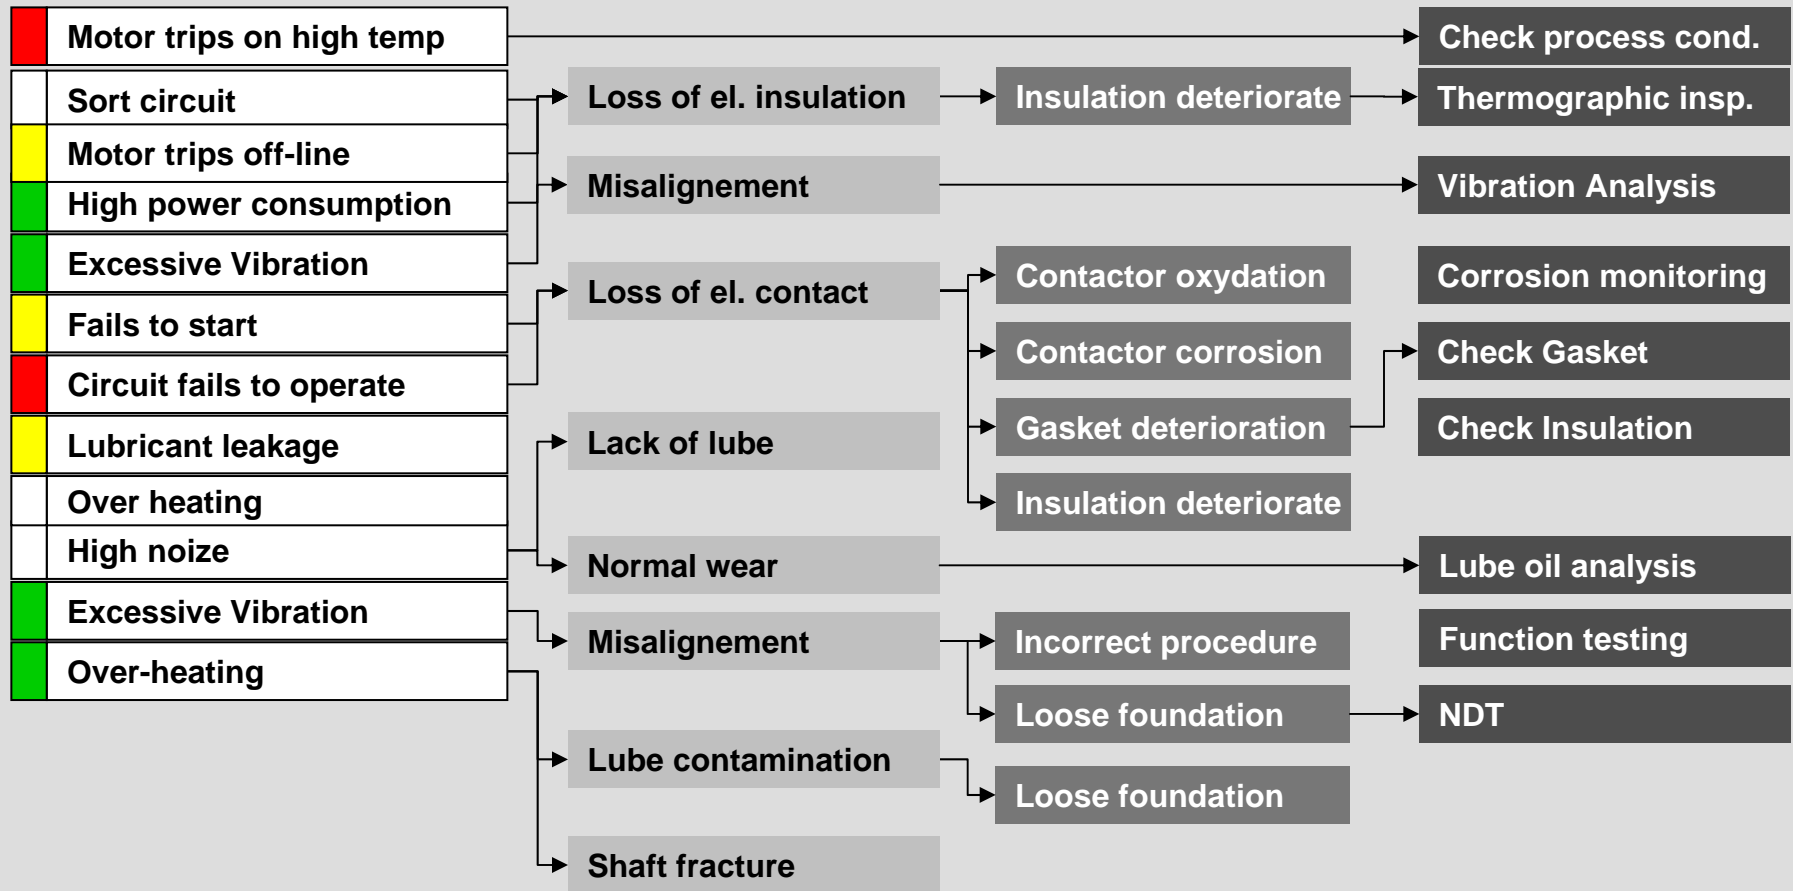 Motor trips on high temp
Check process cond.
Sort circuit
Loss of el. insulation
Insulation deteriorate
Thermographic insp.
Motor trips off-line
High power consumption
Misalignement
Vibration Analysis
Excessive Vibration
Loss of el. contact
Contactor oxydation
Corrosion monitoring
Fails to start
Contactor corrosion
Check Gasket
Circuit fails to operate
Lubricant leakage
Lack of lube
Gasket deterioration
Check Insulation
Over heating
Insulation deteriorate
High noize
Normal wear
Lube oil analysis
Excessive Vibration
Misalignement
Incorrect procedure
Function testing
Over-heating
Loose foundation
NDT
Lube contamination
Loose foundation
Shaft fracture